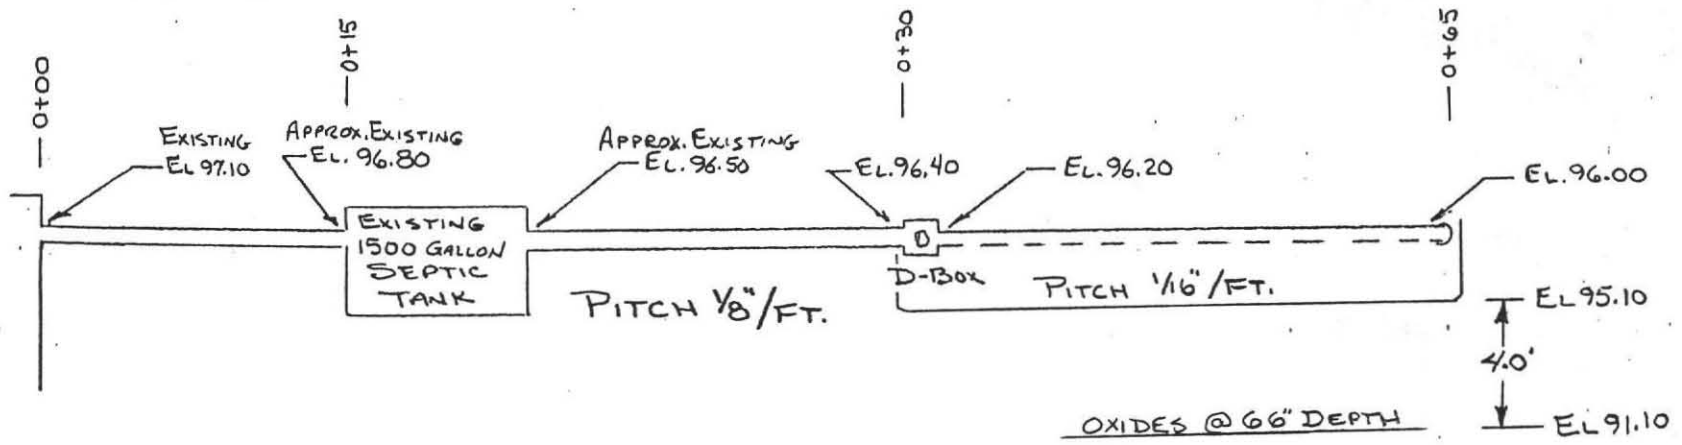 0+00
0+15
0+30
0+65
EXISTING
EL 97.10
APPROX. EXISTING
EL. 96.80
APPROX. EXISTING
EL. 96.50
EL. 96.40
EL. 96.20
EL. 96.00
EXISTING
1500 GALLON
SEPTIC
TANK
D-BOX
PITCH 1/8"/FT.
PITCH 1/16"/FT.
EL 95.10
4.0'
OXIDES @ 66" DEPTH
EL 91.10